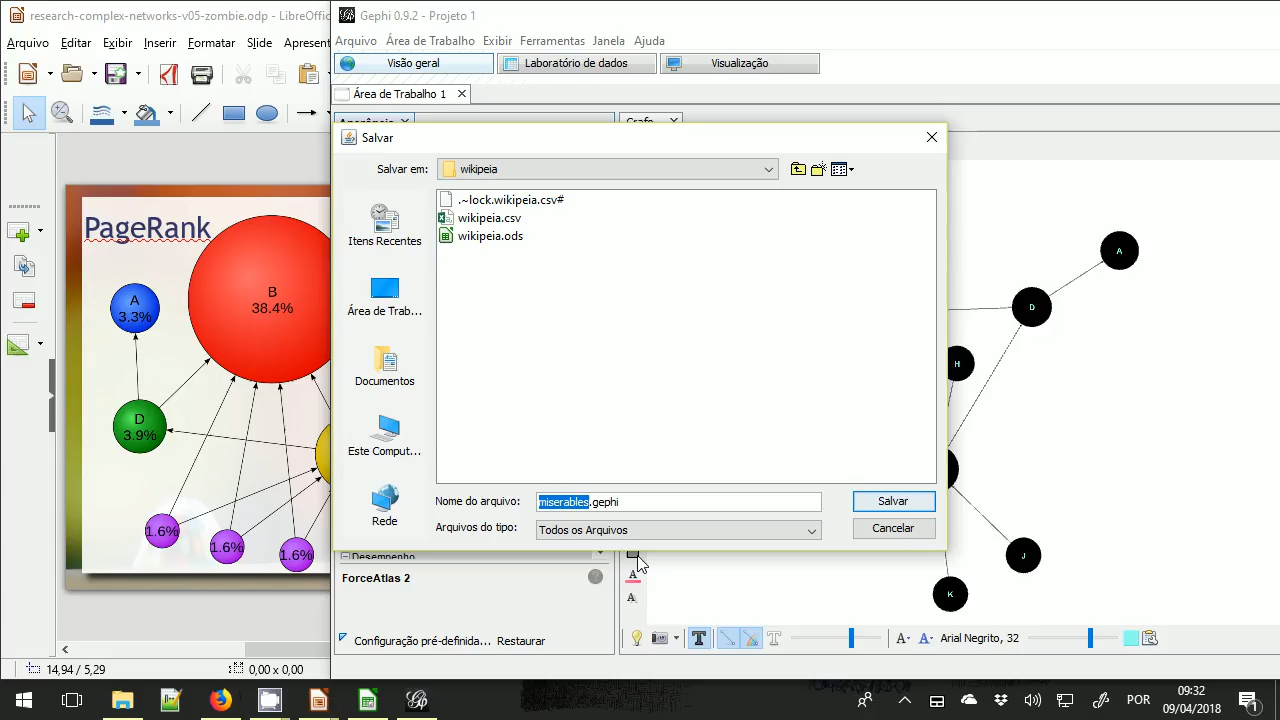 research-complex-networks-v05-zombie.odp - LibreOffic
Arquivo Editar Exibir Inserir Formatar Slide Apresent
PageRank
B
38.4%
A
3.3%
D
3.9%
1.6%
1.6%
1.6%
14,94 / 5,29
0,00 x 0,00
Gephi 0.9.2 - Projeto 1
Arquivo Área de Trabalho Exibir Ferramentas Janela Ajuda
Visão geral
Laboratório de dados
Visualização
Área de Trabalho 1
Aparência
Grafo
Salvar
Salvar em:
wikipeia
Itens Recentes
Área de Trab...
Documentos
Este Comput...
Rede
.~lock.wikipeia.csv#
wikipeia.csv
wikipeia.ods
Nome do arquivo:
miserables.gephi
Salvar
Arquivos do tipo:
Todos os Arquivos
Cancelar
Desempenho
ForceAtlas 2
Configuração pré-definida... Restaurar
A
D
H
J
K
Arial Negrito, 32
POR
09:32
09/04/2018
1